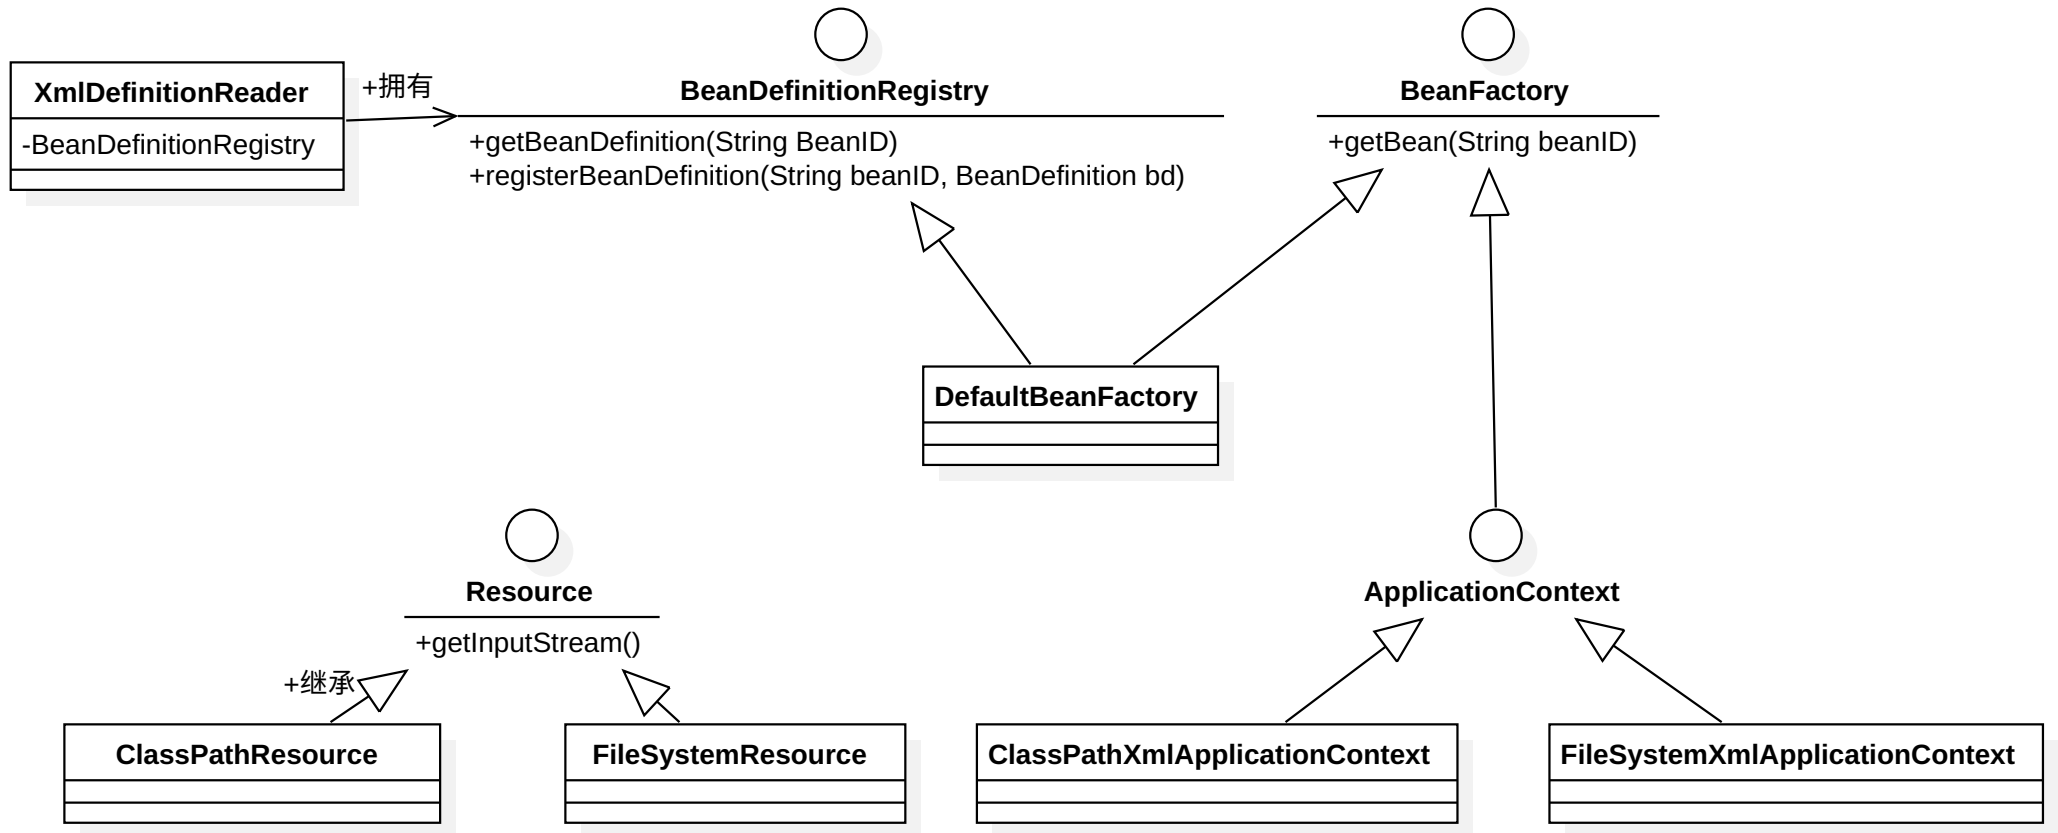 XmlDefinitionReader
-BeanDefinitionRegistry
+拥有
BeanDefinitionRegistry
+getBeanDefinition(String BeanID)
+registerBeanDefinition(String beanID, BeanDefinition bd)
BeanFactory
+getBean(String beanID)
DefaultBeanFactory
Resource
+getInputStream()
+继承
ClassPathResource
FileSystemResource
ApplicationContext
ClassPathXmlApplicationContext
FileSystemXmlApplicationContext